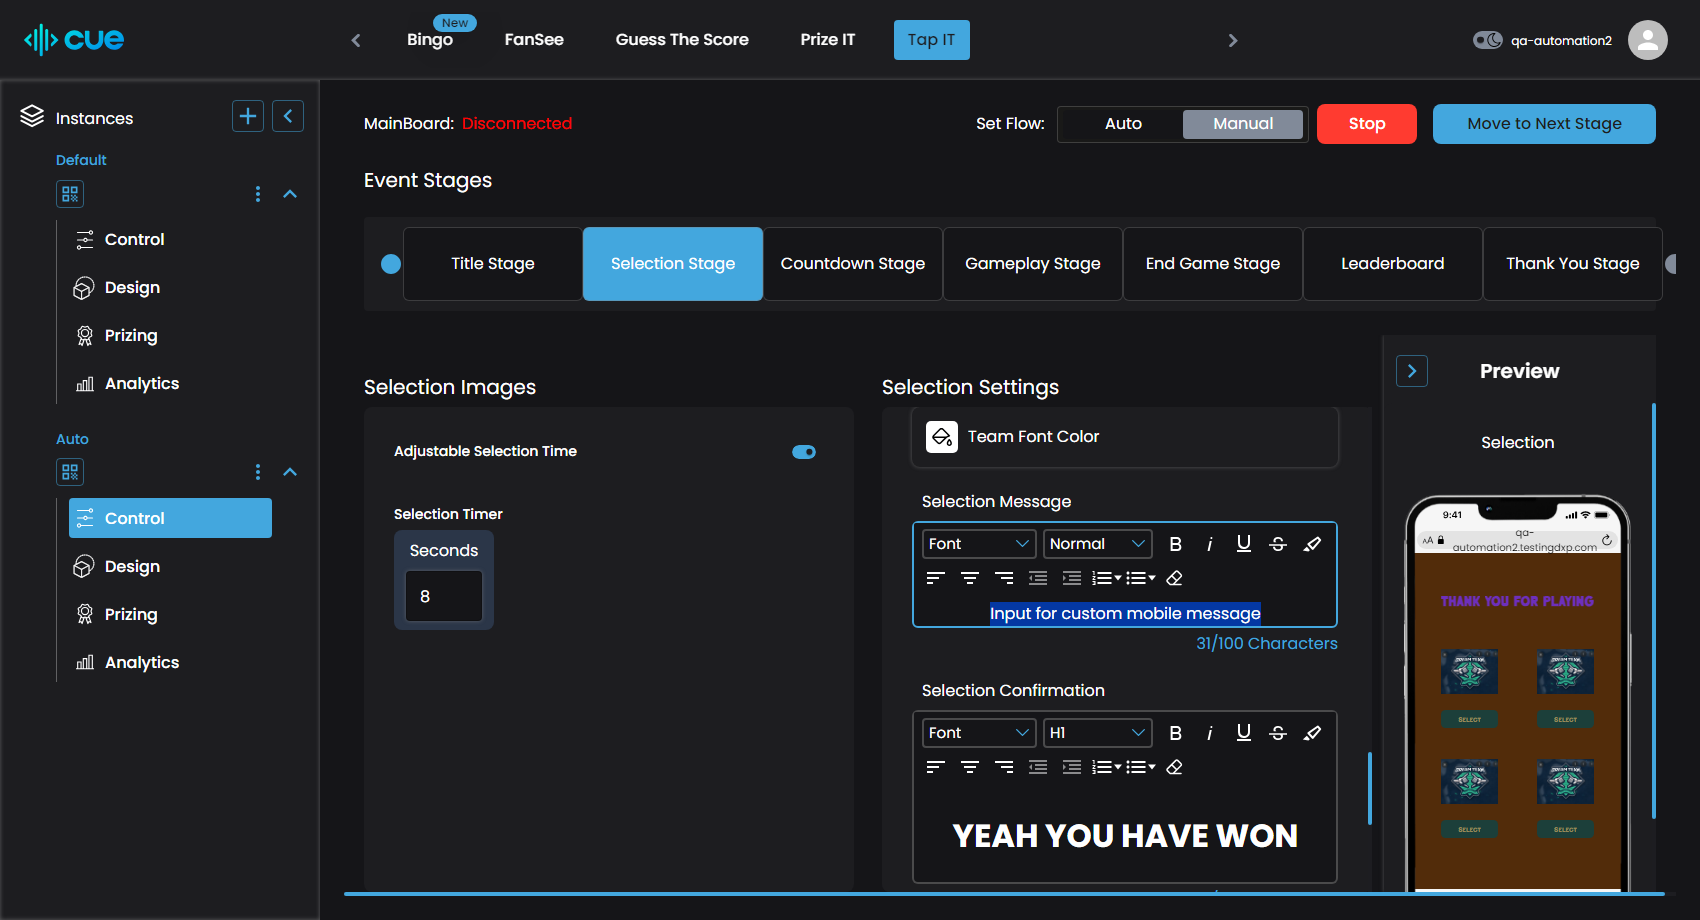 cue
New
Bingo
FanSee
Guess The Score
Prize IT
Tap IT
qa-automation2
Instances
Default
Control
Design
Prizing
Analytics
Auto
Control
Design
Prizing
Analytics
MainBoard: Disconnected
Set Flow:
Auto
Manual
Stop
Move to Next Stage
Event Stages
Title Stage
Selection Stage
Countdown Stage
Gameplay Stage
End Game Stage
Leaderboard
Thank You Stage
Selection Images
Adjustable Selection Time
Selection Timer
Seconds
8
Selection Settings
Team Font Color
Selection Message
Font
Normal
Input for custom mobile message
31/100 Characters
Selection Confirmation
Font
H1
YEAH YOU HAVE WON
Preview
Selection
9:41
AA
qa-
automation2.testingdxp.com
THANK YOU FOR PLAYING
SELECT
SELECT
SELECT
SELECT